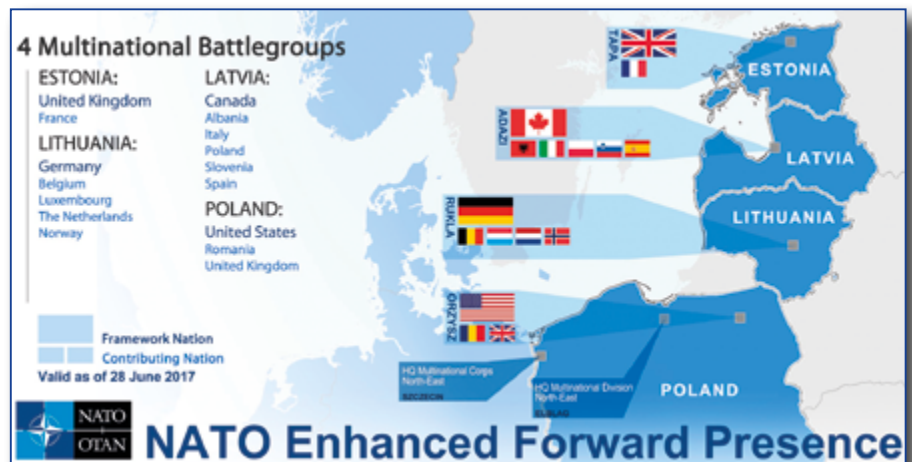 4 Multinational Battlegroups
ESTONIA:
United Kingdom
France
LITHUANIA:
Germany
Belgium
Luxembourg
The Netherlands
Norway
LATVIA:
Canada
Albania
Italy
Poland
Slovenia
Spain
POLAND:
United States
Romania
United Kingdom
Framework Nation
Contributing Nation
Valid as of 28 June 2017
TAPA
ADAZI
RUKLA
ORZYSZ
ESTONIA
LATVIA
LITHUANIA
POLAND
HQ Multinational Corps
North-East
SZCZECIN
HQ Multinational Division
North-East
ELBLAG
NATO
OTAN
NATO Enhanced Forward Presence